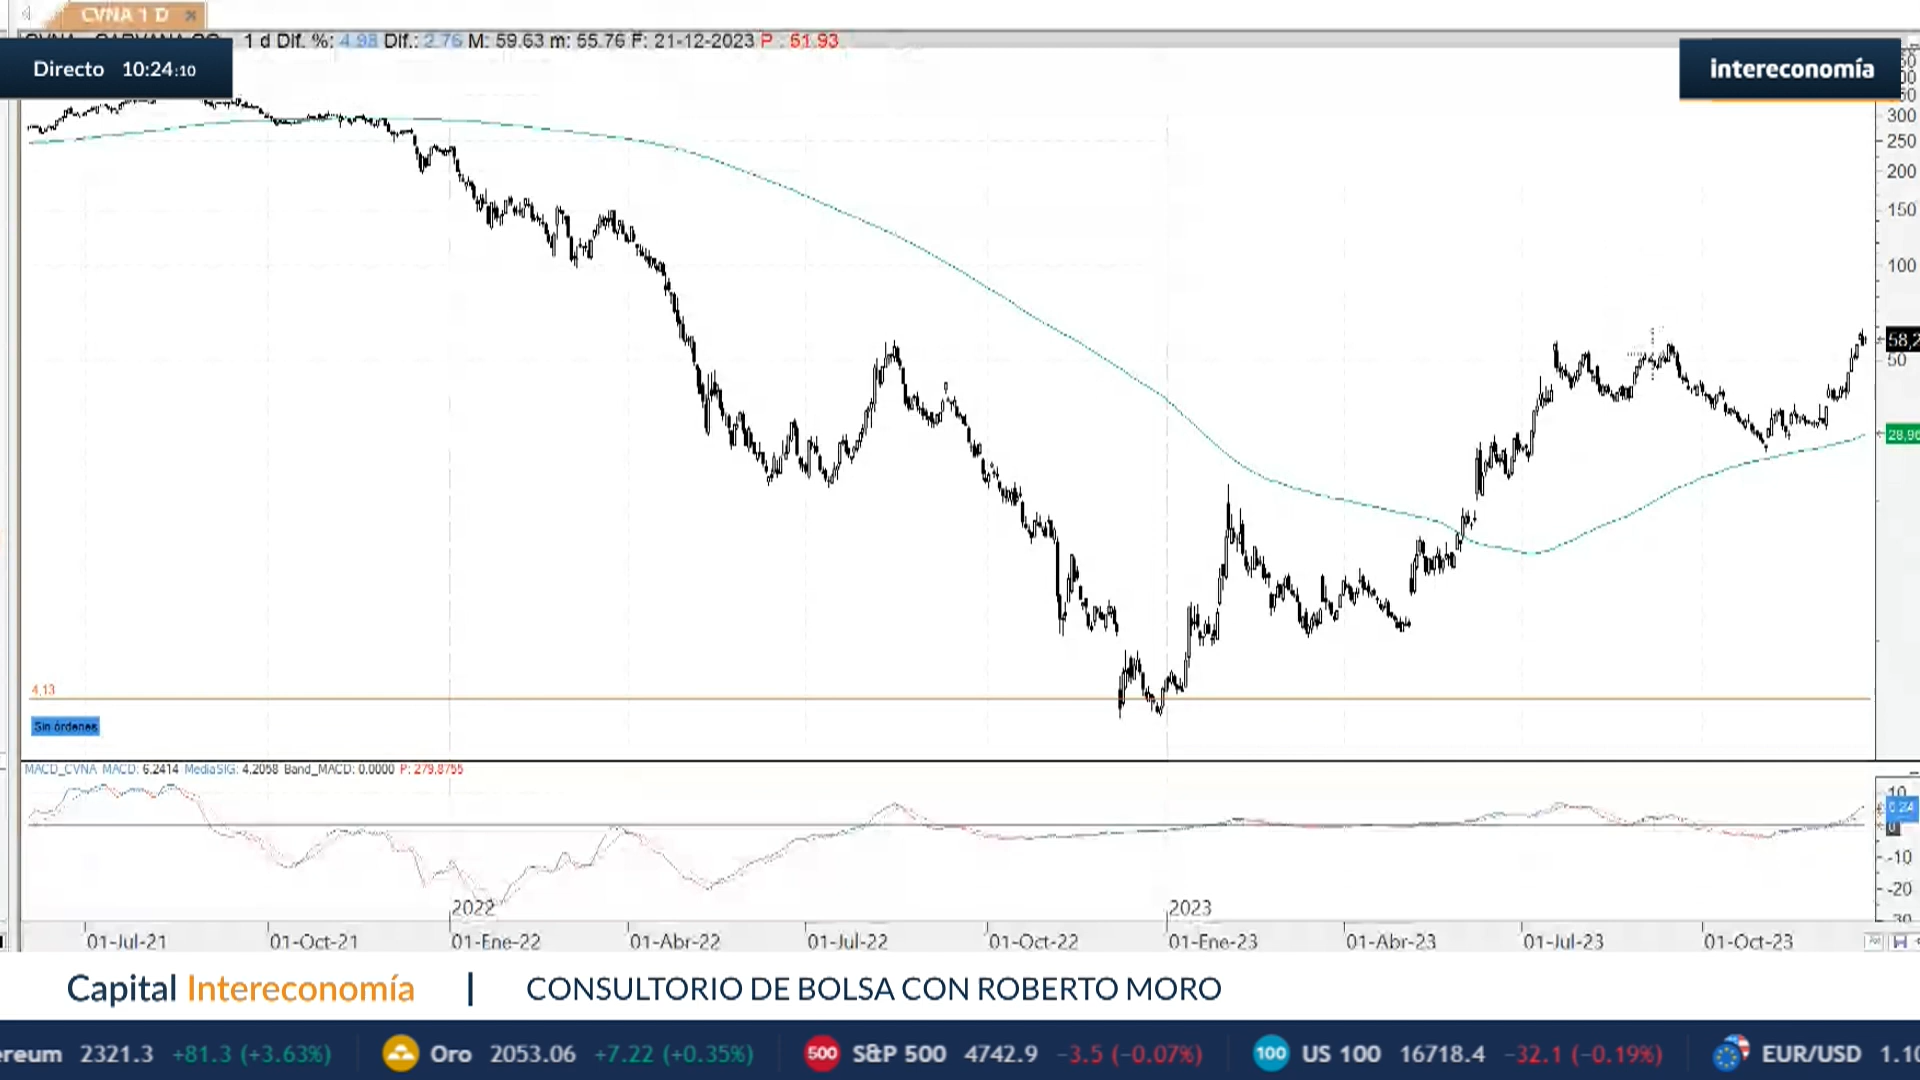 CVNA 1 D
1 d Dif. %: 4.98 Dif.: 2.76 M: 59.63 m: 55.76 F: 21-12-2023 P : 51.93
Directo 10:24:10
intereconomía
300
250
200
150
100
58,2
50
28,96
4,13
Sin órdenes
MACD_CVNA MACD: 6.2414 MediaSIG: 4.2058 Band_MACD: 0.0000 P: 279.8755
10
0
-10
-20
2022
2023
01-Jul-21 01-Oct-21 01-Ene-22 01-Abr-22 01-Jul-22 01-Oct-22 01-Ene-23 01-Abr-23 01-Jul-23 01-Oct-23
Capital Intereconomía | CONSULTORIO DE BOLSA CON ROBERTO MORO
ereum 2321.3 +81.3 (+3.63%) Oro 2053.06 +7.22 (+0.35%) 500 S&P 500 4742.9 -3.5 (-0.07%) 100 US 100 16718.4 -32.1 (-0.19%) EUR/USD 1.10